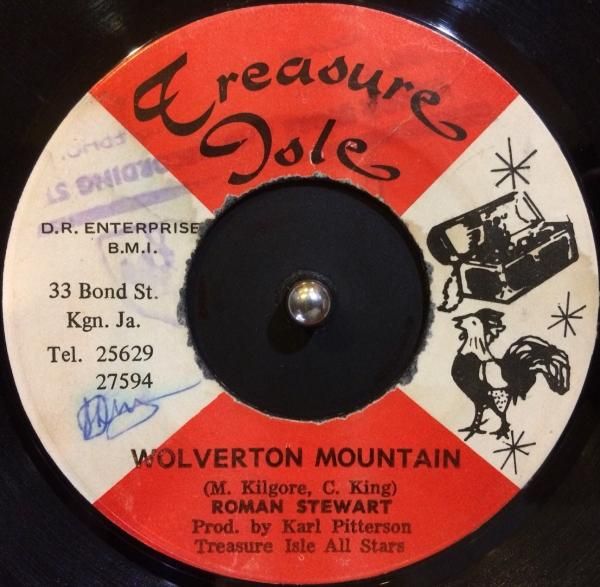 Treasure
Isle
D.R. ENTERPRISE
B.M.I.
33 Bond St.
Kgn. Ja.
Tel. 25629
27594
WOLVERTON MOUNTAIN
(M. Kilgore, C. King)
ROMAN STEWART
Prod. by Karl Pitterson
Treasure Isle All Stars